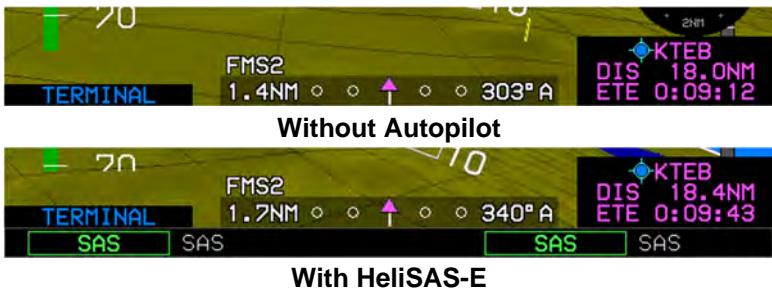 70
2NM
KTEB
FMS2
DIS 18.0NM
TERMINAL 1.4NM 303°A ETE 0:09:12
Without Autopilot
70 10
KTEB
FMS2
DIS 18.4NM
TERMINAL 1.7NM 340°A ETE 0:09:43
SAS SAS SAS SAS
With HeliSAS-E